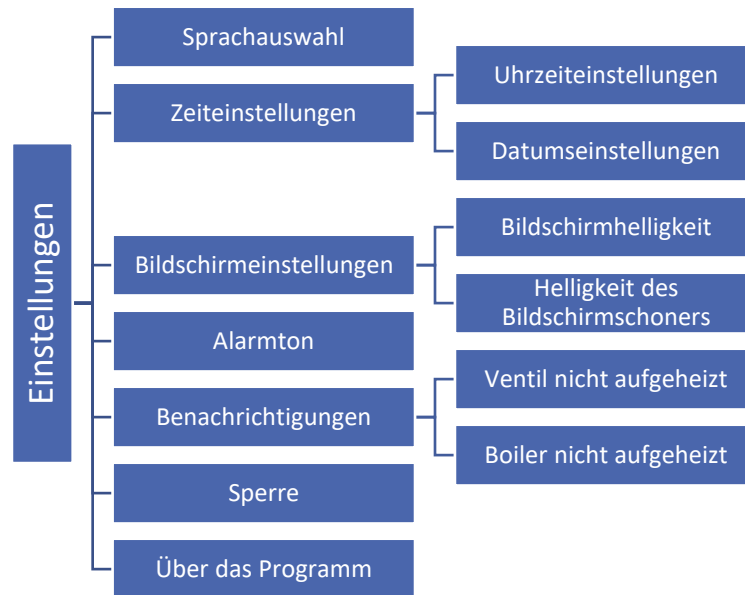 Einstellungen
Sprachauswahl
Zeiteinstellungen
Uhrzeiteinstellungen
Datumseinstellungen
Bildschirmeinstellungen
Bildschirmhelligkeit
Helligkeit des
Bildschirmschoners
Alarmton
Benachrichtigungen
Ventil nicht aufgeheizt
Boiler nicht aufgeheizt
Sperre
Über das Programm